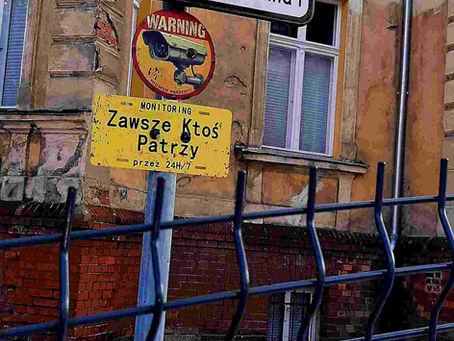 WARNING
MONITORING
Zawsze Ktoś
Patrzy
przez 24H/7